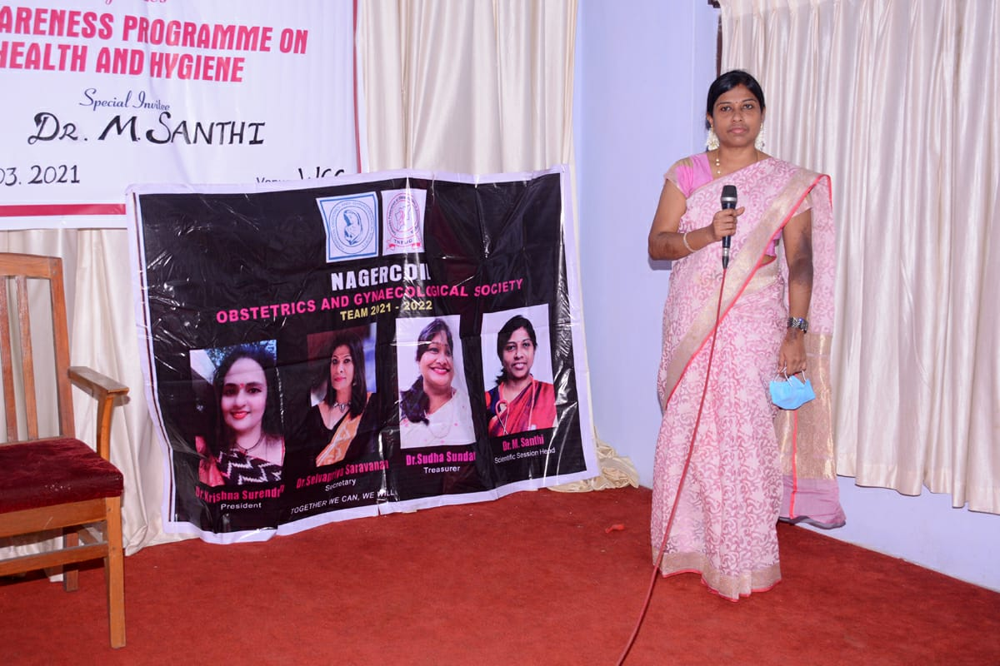 ARENESS PROGRAMME ON
HEALTH AND HYGIENE
Special Invitee
DR. M. SANTHI
03. 2021
WCC
NAGERCOIL
OBSTETRICS AND GYNAECOLOGICAL SOCIETY
TEAM 2021 - 2022
Dr. Krishna Surendr
President
Dr. Selvapriya Saravanan
Secretary
Dr. Sudha Sundar
Treasurer
Dr. M. Santhi
Scientific Session Head
TOGETHER WE CAN, WE WILL